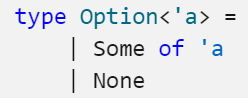 type Option<'a> =
    | Some of 'a
    | None